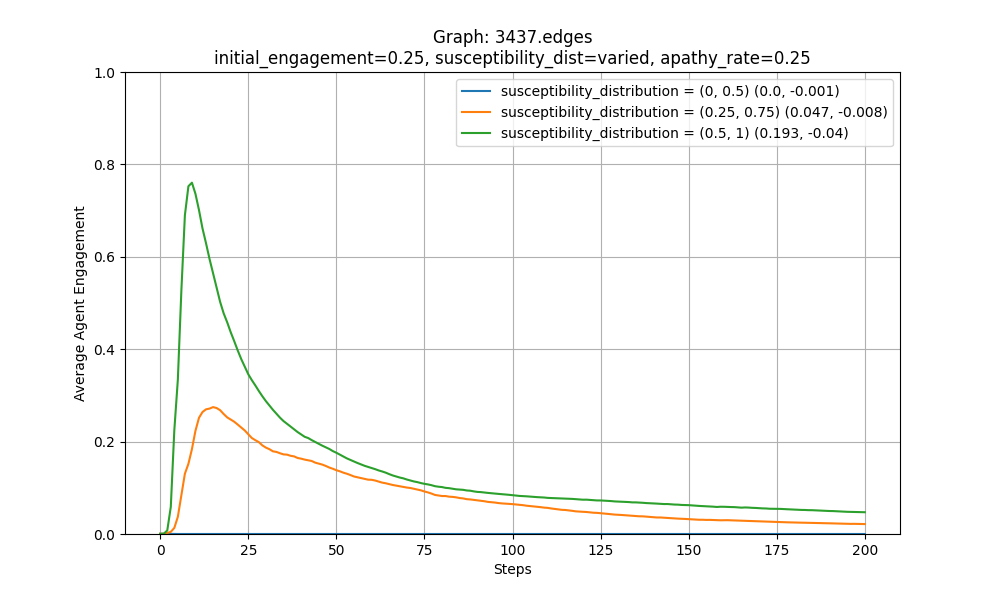 Graph: 3437.edges
initial_engagement=0.25, susceptibility_dist=varied, apathy_rate=0.25
susceptibility_distribution = (0, 0.5) (0.0, -0.001)
susceptibility_distribution = (0.25, 0.75) (0.047, -0.008)
susceptibility_distribution = (0.5, 1) (0.193, -0.04)
Average Agent Engagement
1.0
0.8
0.6
0.4
0.2
0.0
0 25 50 75 100 125 150 175 200
Steps